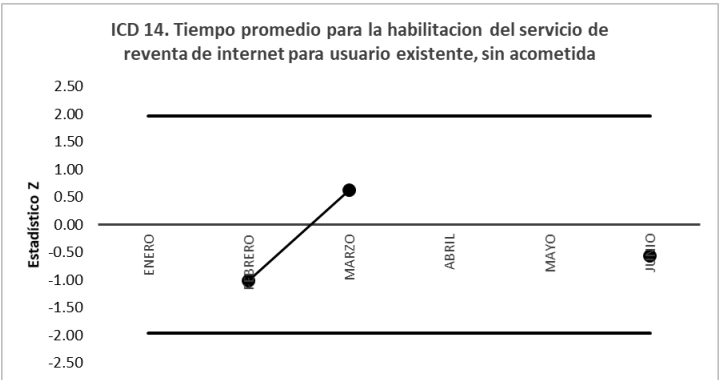 ICD 14. Tiempo promedio para la habilitacion del servicio de
reventa de internet para usuario existente, sin acometida
2.50
2.00
1.50
1.00
0.50
0.00
-0.50
-1.00
-1.50
-2.00
-2.50
Estadístico Z
ENERO
FEBRERO
MARZO
ABRIL
MAYO
JUNIO